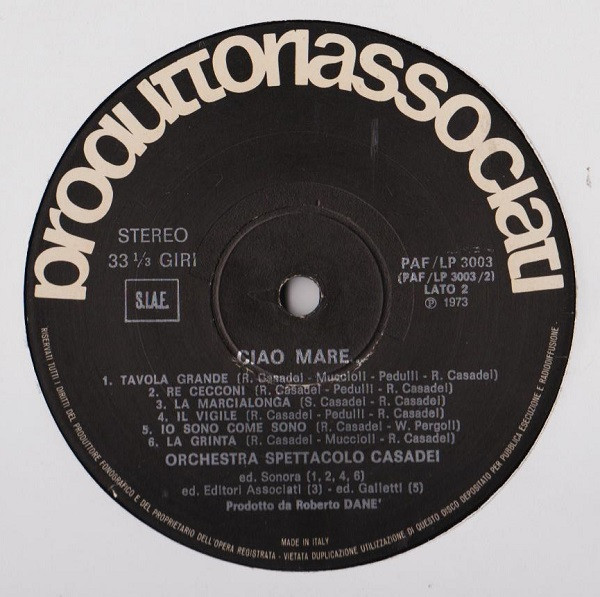 produttoriassociati
STEREO
33 1/3 GIRI
S.I.A.E.
PAF/LP 3003
(PAF/LP 3003/2)
LATO 2
Ⓟ 1973
CIAO MARE
1. TAVOLA GRANDE (R. Casadei - Muccioli - Pedulli - R. Casadei)
2. RE CECCONI (R. Casadei - Pedulli - R. Casadei)
3. LA MARCIALONGA (S. Casadei - R. Casadei)
4. IL VIGILE (R. Casadei - Pedulli - R. Casadei)
5. IO SONO COME SONO (R. Casadei - W. Pergoli)
6. LA GRINTA (R. Casadei - Muccioli - R. Casadei)
ORCHESTRA SPETTACOLO CASADEI
ed. Sonora (1, 2, 4, 6)
ed. Editori Associati (3) - ed. Galletti (5)
Prodotto da Roberto DANE'
MADE IN ITALY
RISERVATI TUTTI I DIRITTI DEL PRODUTTORE FONOGRAFICO E DEL PROPRIETARIO DELL'OPERA REGISTRATA - VIETATA DUPLICAZIONE, UTILIZZAZIONE DI QUESTO DISCO DEPOSITATO PER PUBBLICA ESECUZIONE E RADIODIFFUSIONE -